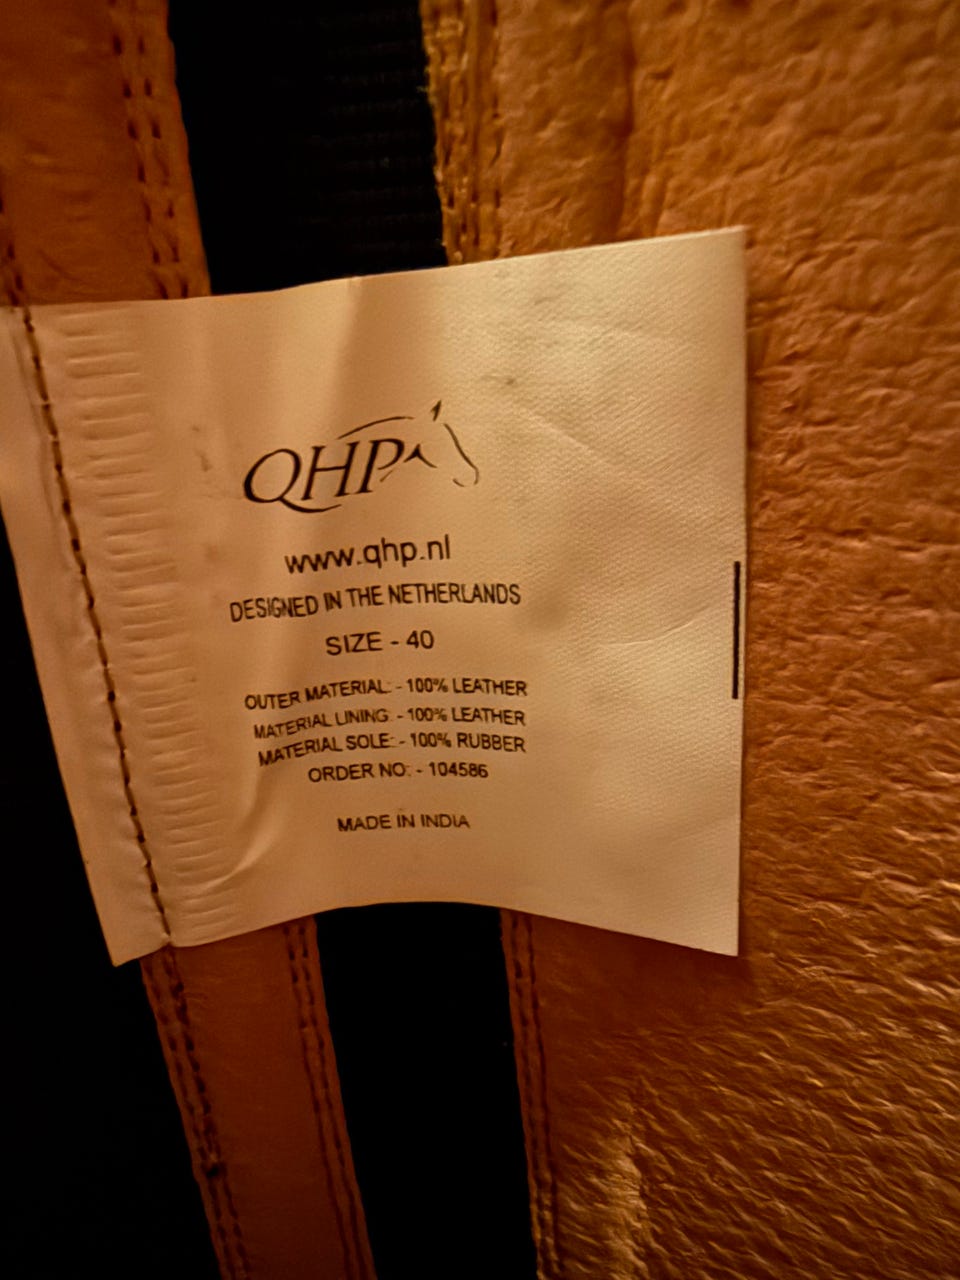 QHP
www.qhp.nl
DESIGNED IN THE NETHERLANDS
SIZE - 40
OUTER MATERIAL: - 100% LEATHER
MATERIAL LINING: - 100% LEATHER
MATERIAL SOLE: - 100% RUBBER
ORDER NO: - 104586
MADE IN INDIA